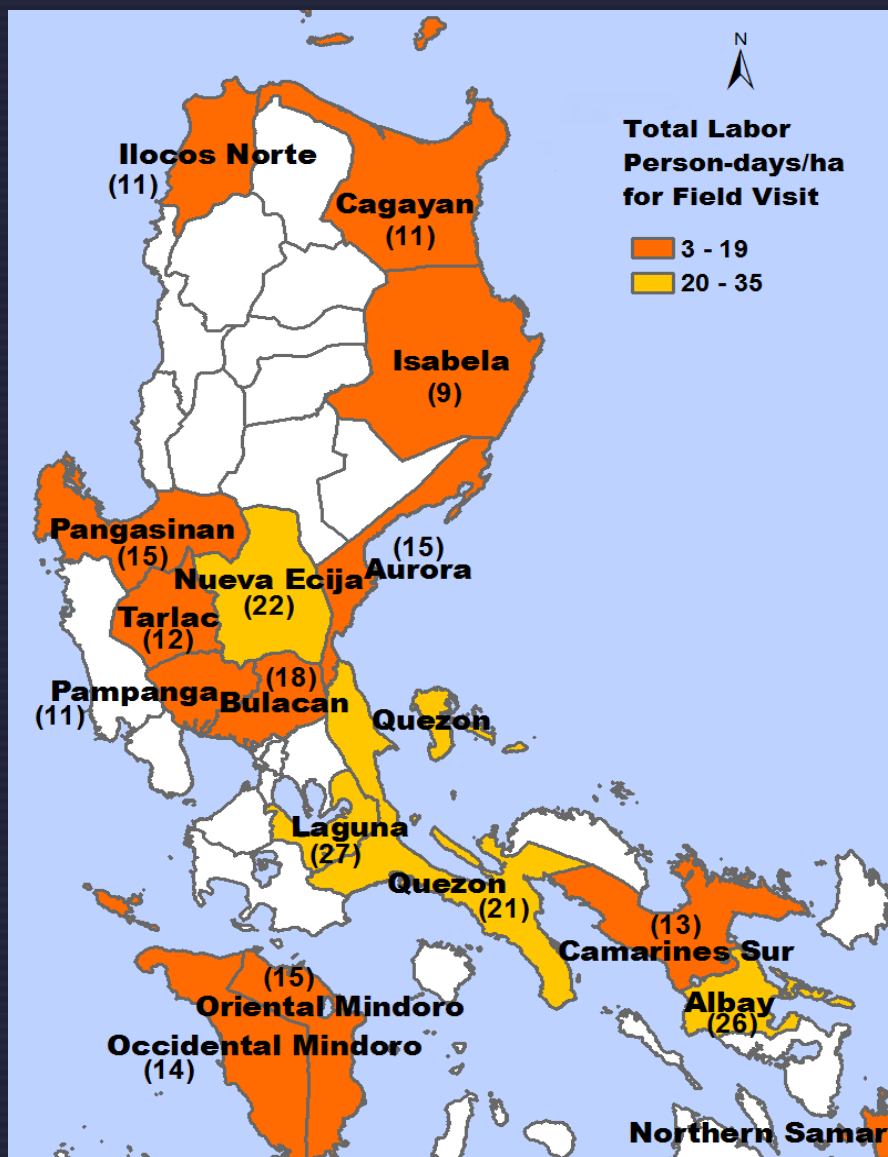 N
Total Labor
Person-days/ha
for Field Visit
3 - 19
20 - 35
Ilocos Norte
(11)
Cagayan
(11)
Isabela
(9)
Pangasinan
(15)
(15)
Aurora
Nueva Ecija
(22)
Tarlac
(12)
Pampanga
(11)
(18)
Bulacan
Quezon
Laguna
(27)
Quezon
(21)
(13)
Camarines Sur
Albay
(26)
(15)
Oriental Mindoro
Occidental Mindoro
(14)
Northern Samar